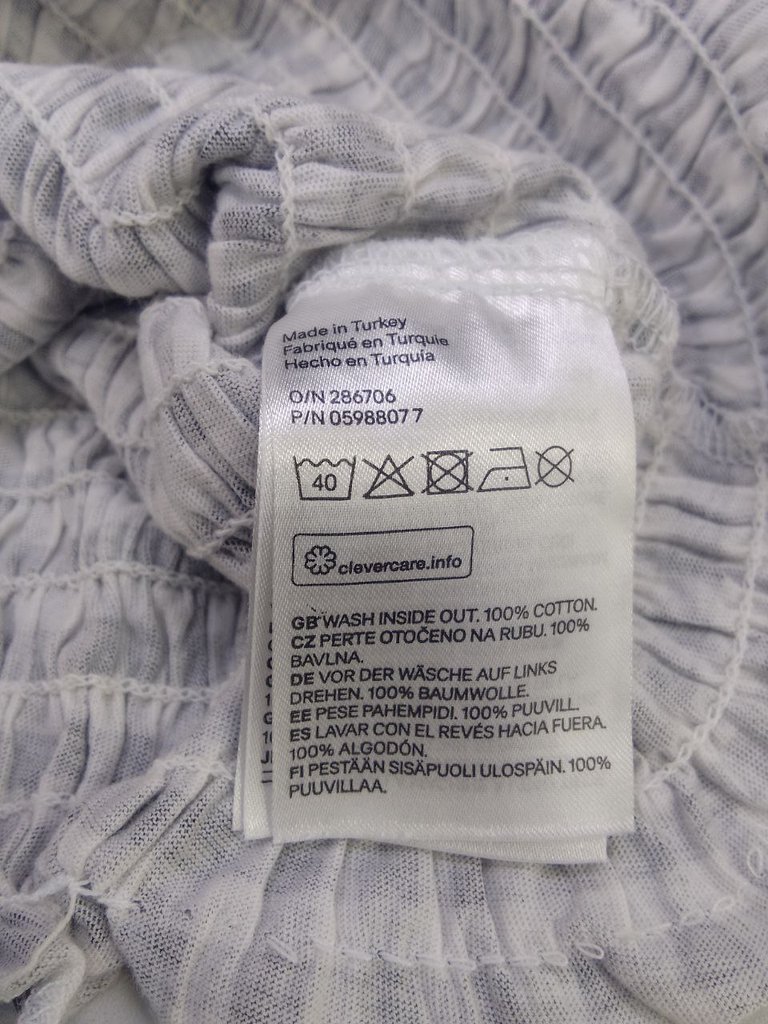 Made in Turkey
Fabriqué en Turquie
Hecho en Turquía
O/N 286706
P/N 05988077
40
clevercare.info
GB WASH INSIDE OUT. 100% COTTON.
CZ PERTE OTOČENO NA RUBU. 100%
BAVLNA.
DE VOR DER WÄSCHE AUF LINKS
DREHEN. 100% BAUMWOLLE.
EE PESE PAHEMPIDI. 100% PUUVILL.
ES LAVAR CON EL REVÉS HACIA FUERA.
100% ALGODÓN.
FI PESTÄÄN SISÄPUOLI ULOSPÄIN. 100%
PUUVILLAA.